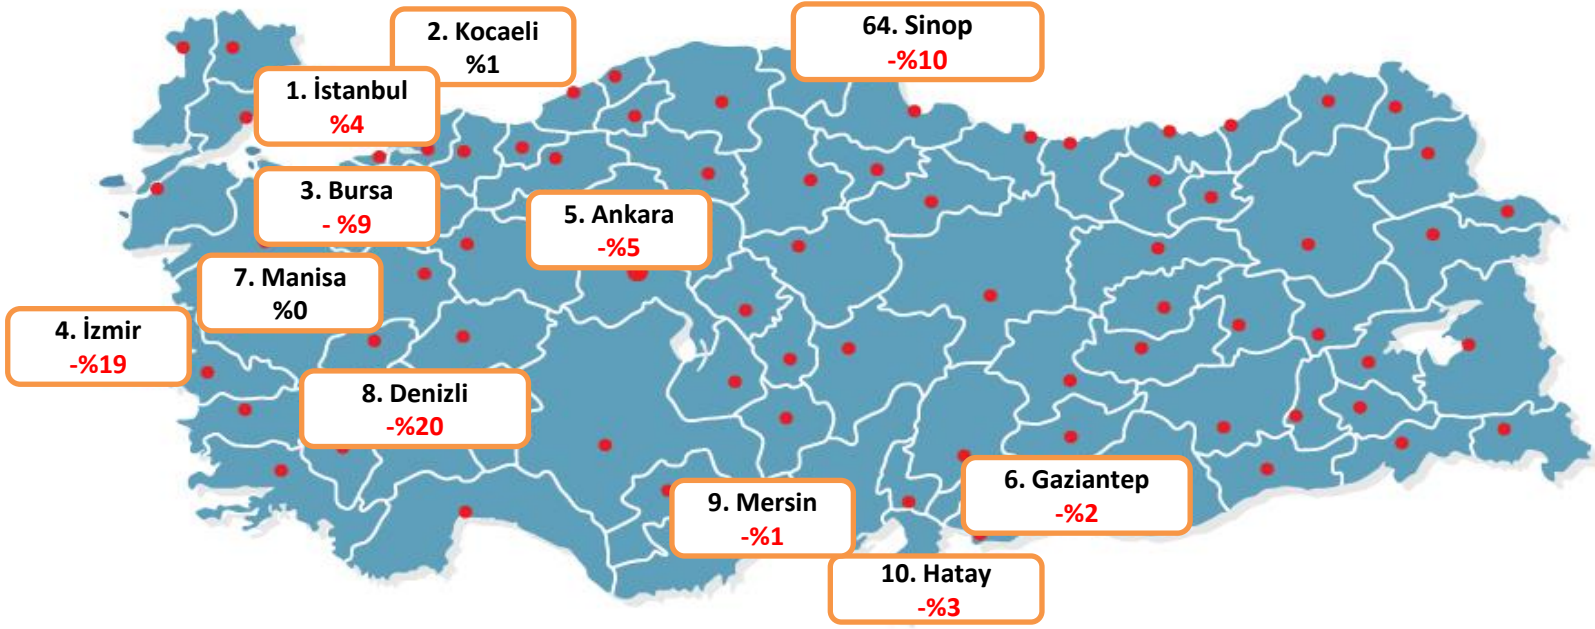 2. Kocaeli
%1
64. Sinop
-%10
1. İstanbul
%4
3. Bursa
- %9
5. Ankara
-%5
7. Manisa
%0
4. İzmir
-%19
8. Denizli
-%20
6. Gaziantep
-%2
9. Mersin
-%1
10. Hatay
-%3